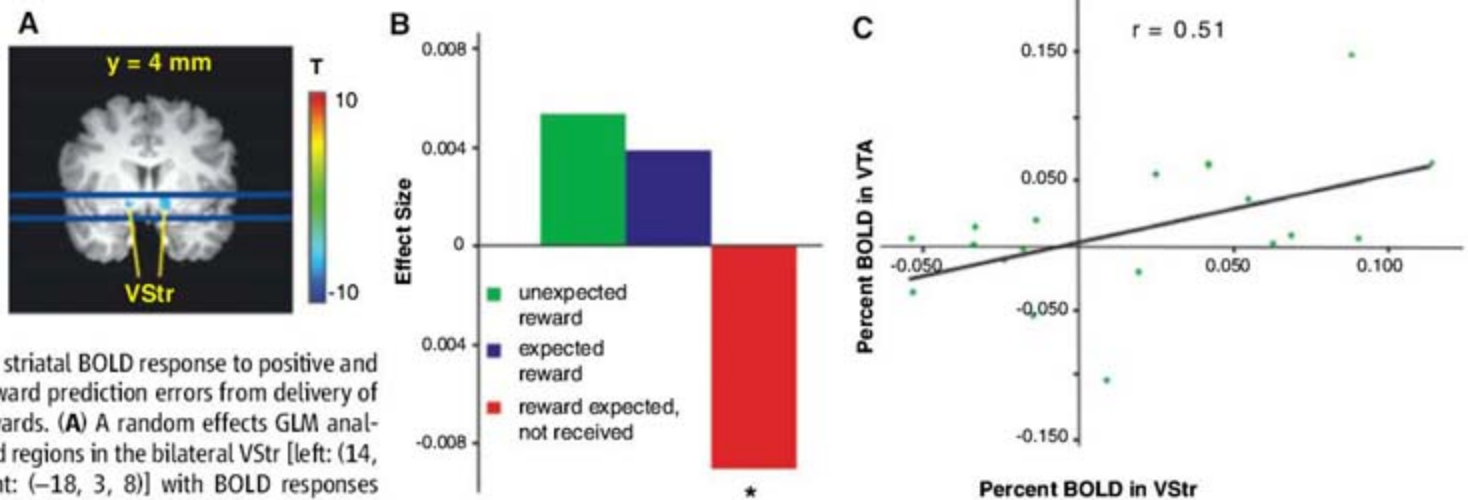 A
y = 4 mm
T
10
-10
VStr
striatal BOLD response to positive and
ward prediction errors from delivery of
ards. (A) A random effects GLM anal-
d regions in the bilateral VStr [left: (14,
nt: (–18, 3, 8)] with BOLD responses
B
Effect Size
0.008
0.004
0
0.004
-0.008
unexpected
reward
expected
reward
reward expected,
not received
*
C
r = 0.51
Percent BOLD in VTA
0.150
0.050
-0.050
0.050
0.100
-0.050
-0.150
Percent BOLD in VStr